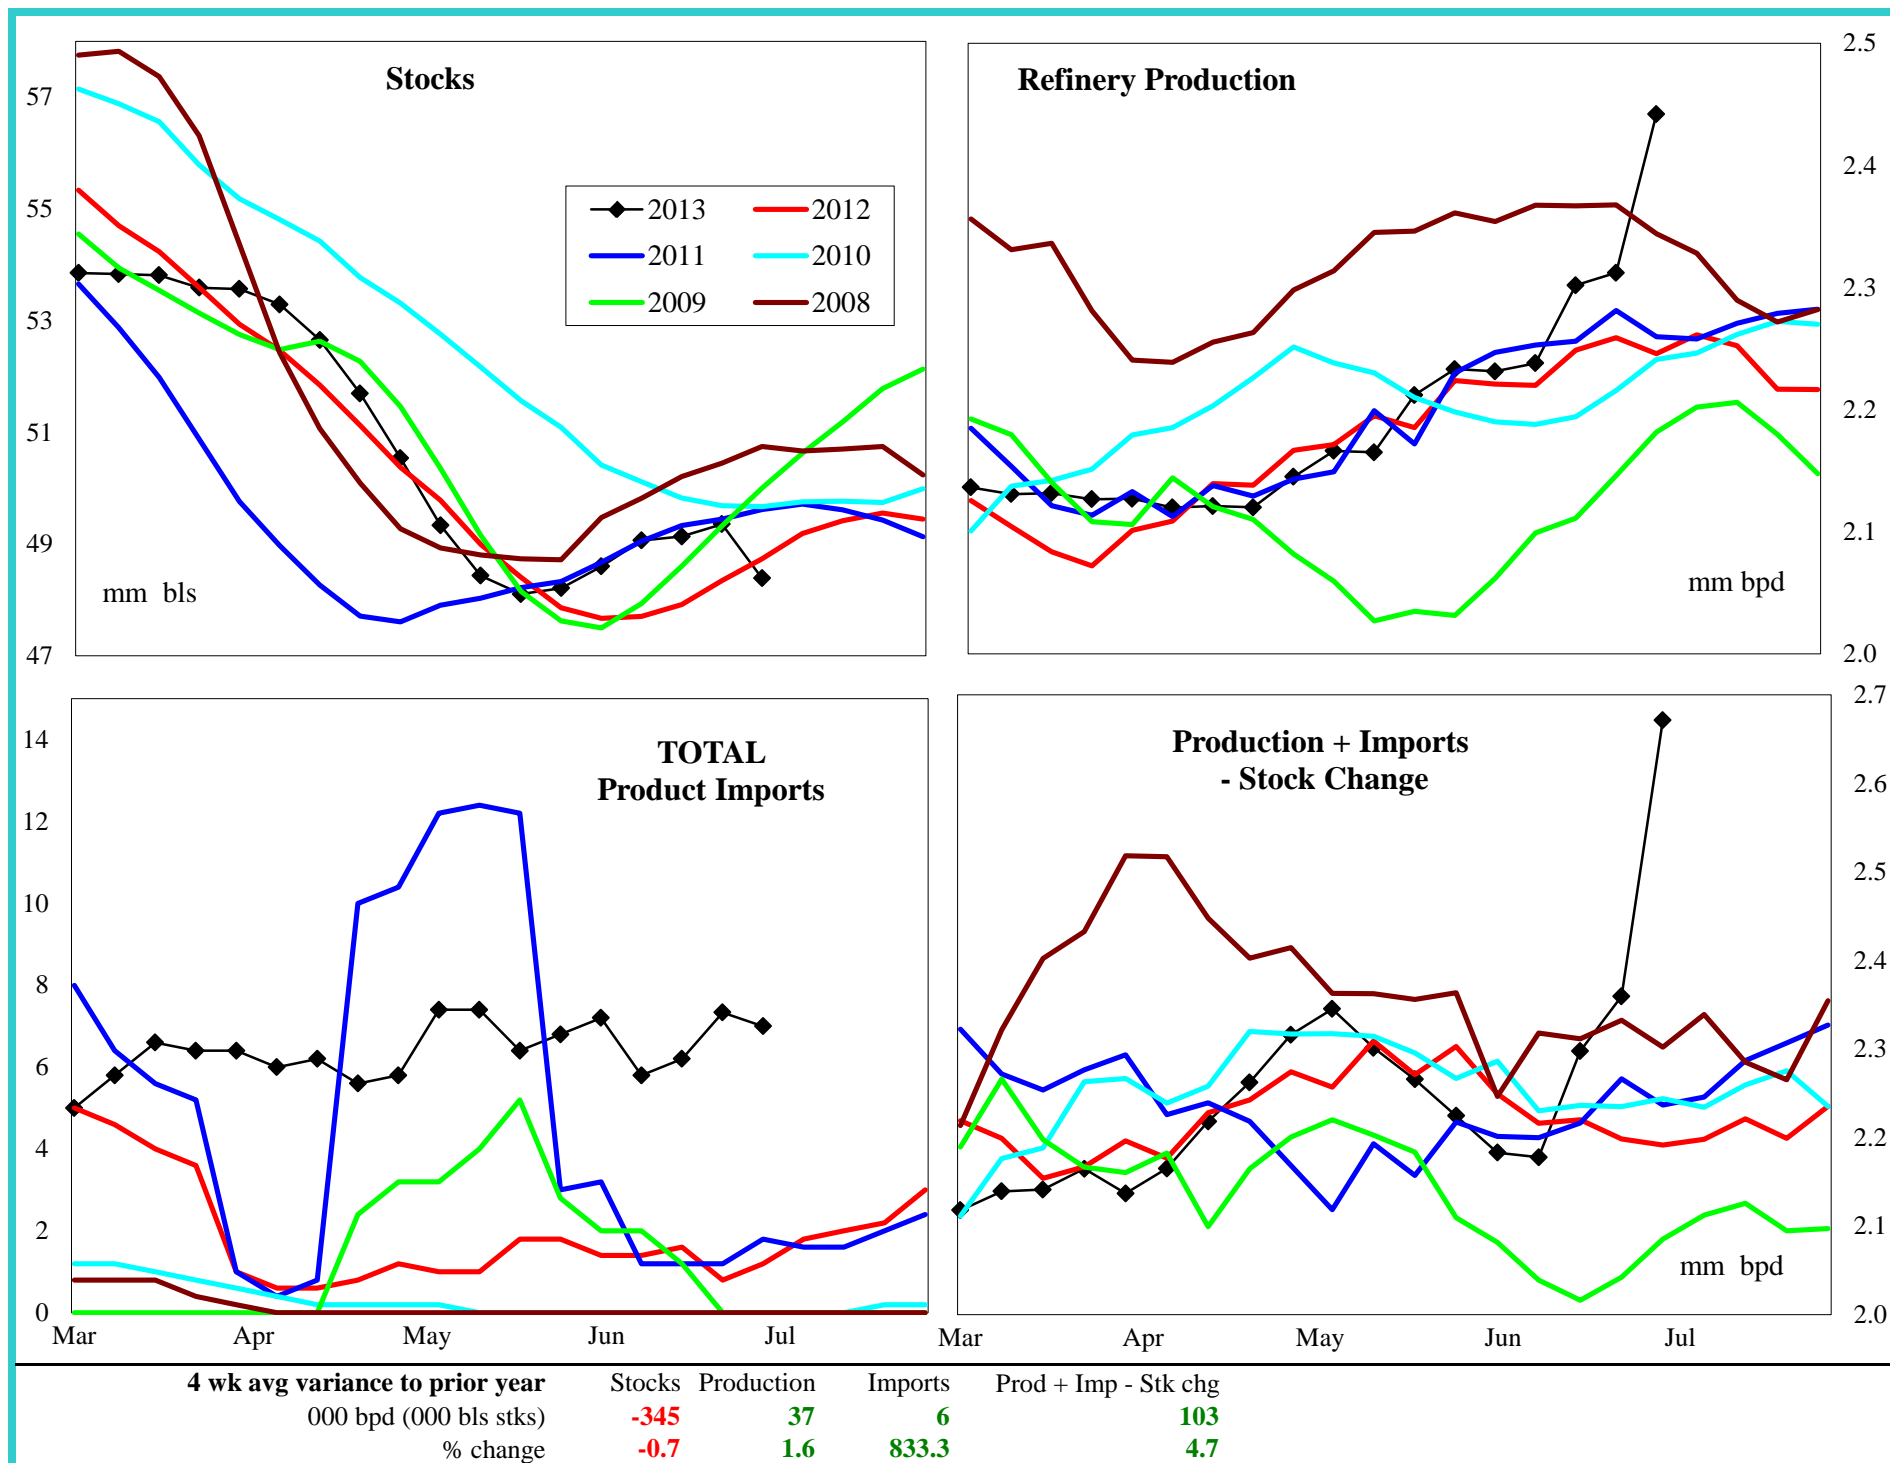 Stocks
57
55
53
51
49
47
2013 2012
2011 2010
2009 2008
mm bls
Refinery Production
2.5
2.4
2.3
2.2
2.1
2.0
mm bpd
TOTAL
Product Imports
14
12
10
8
6
4
2
0
Mar Apr May Jun Jul
Production + Imports
- Stock Change
2.7
2.6
2.5
2.4
2.3
2.2
2.1
2.0
mm bpd
Mar Apr May Jun Jul
4 wk avg variance to prior year Stocks Production Imports Prod + Imp - Stk chg
000 bpd (000 bls stks) -345 37 6 103
% change -0.7 1.6 833.3 4.7